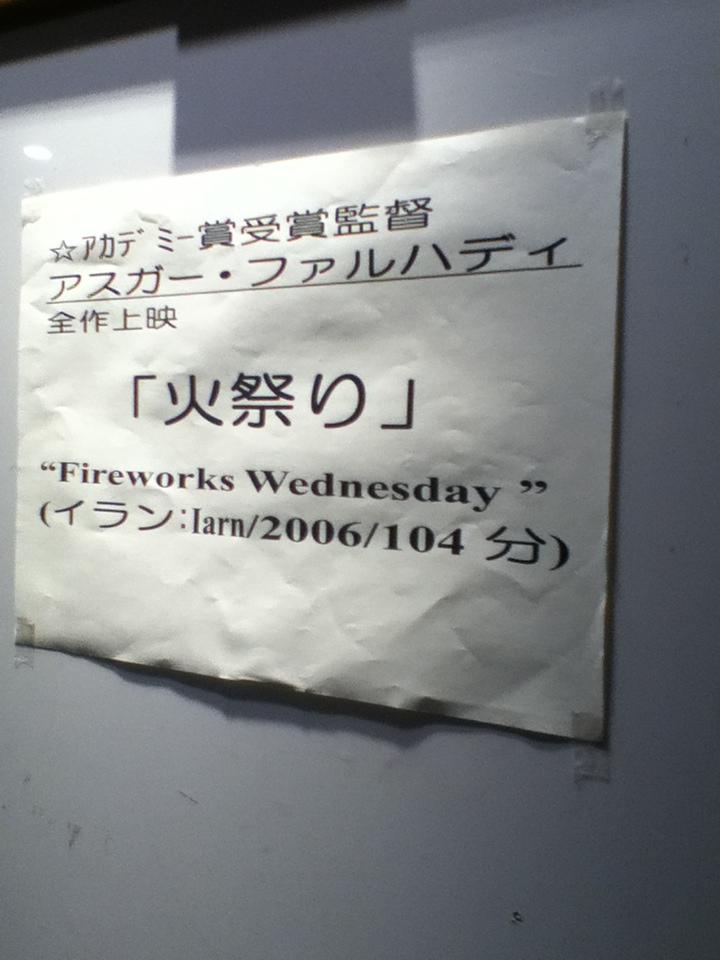 ☆アカデミー賞受賞監督
アスガー・ファルハディ
全作上映
「火祭り」
“Fireworks Wednesday ”
(イラン:Iarn/2006/104 分)